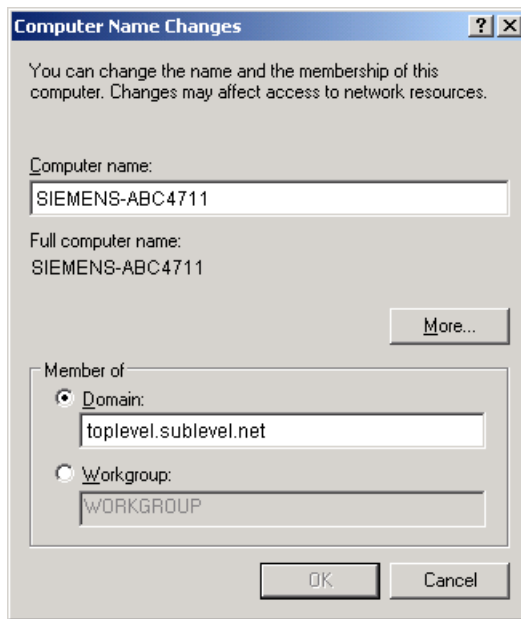 Computer Name Changes
You can change the name and the membership of this
computer. Changes may affect access to network resources.
Computer name:
SIEMENS-ABC4711
Full computer name:
SIEMENS-ABC4711
More...
Member of
Domain:
toplevel.sublevel.net
Workgroup:
WORKGROUP
OK Cancel